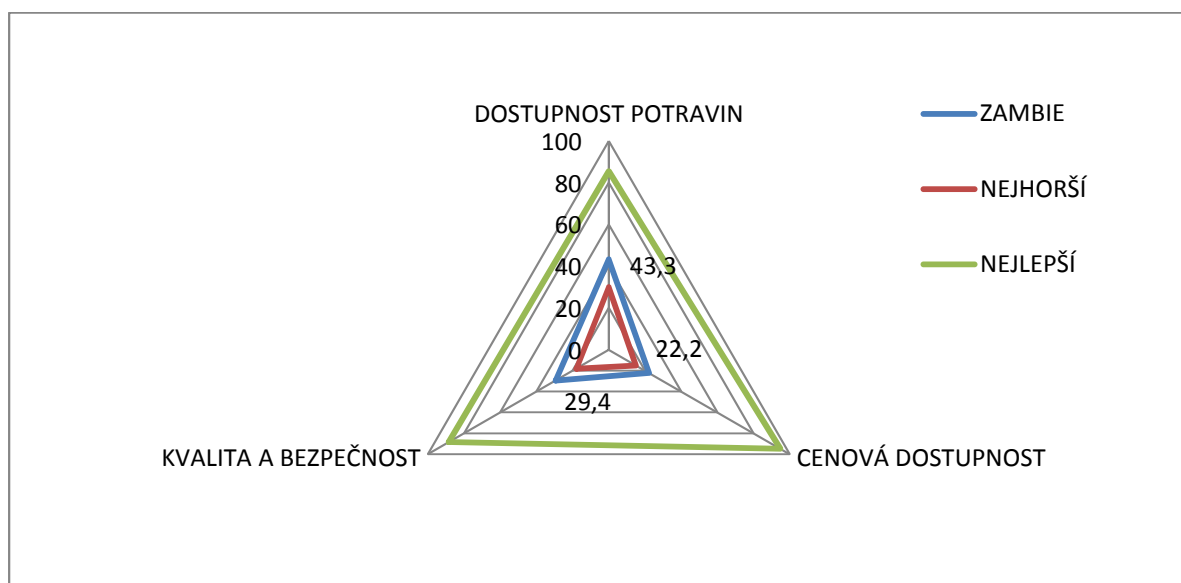 DOSTUPNOST POTRAVIN
100
80
60
40
20
0
43,3
22,2
29,4
KVALITA A BEZPEČNOST
CENOVÁ DOSTUPNOST
ZAMBIE
NEJHORŠÍ
NEJLEPŠÍ